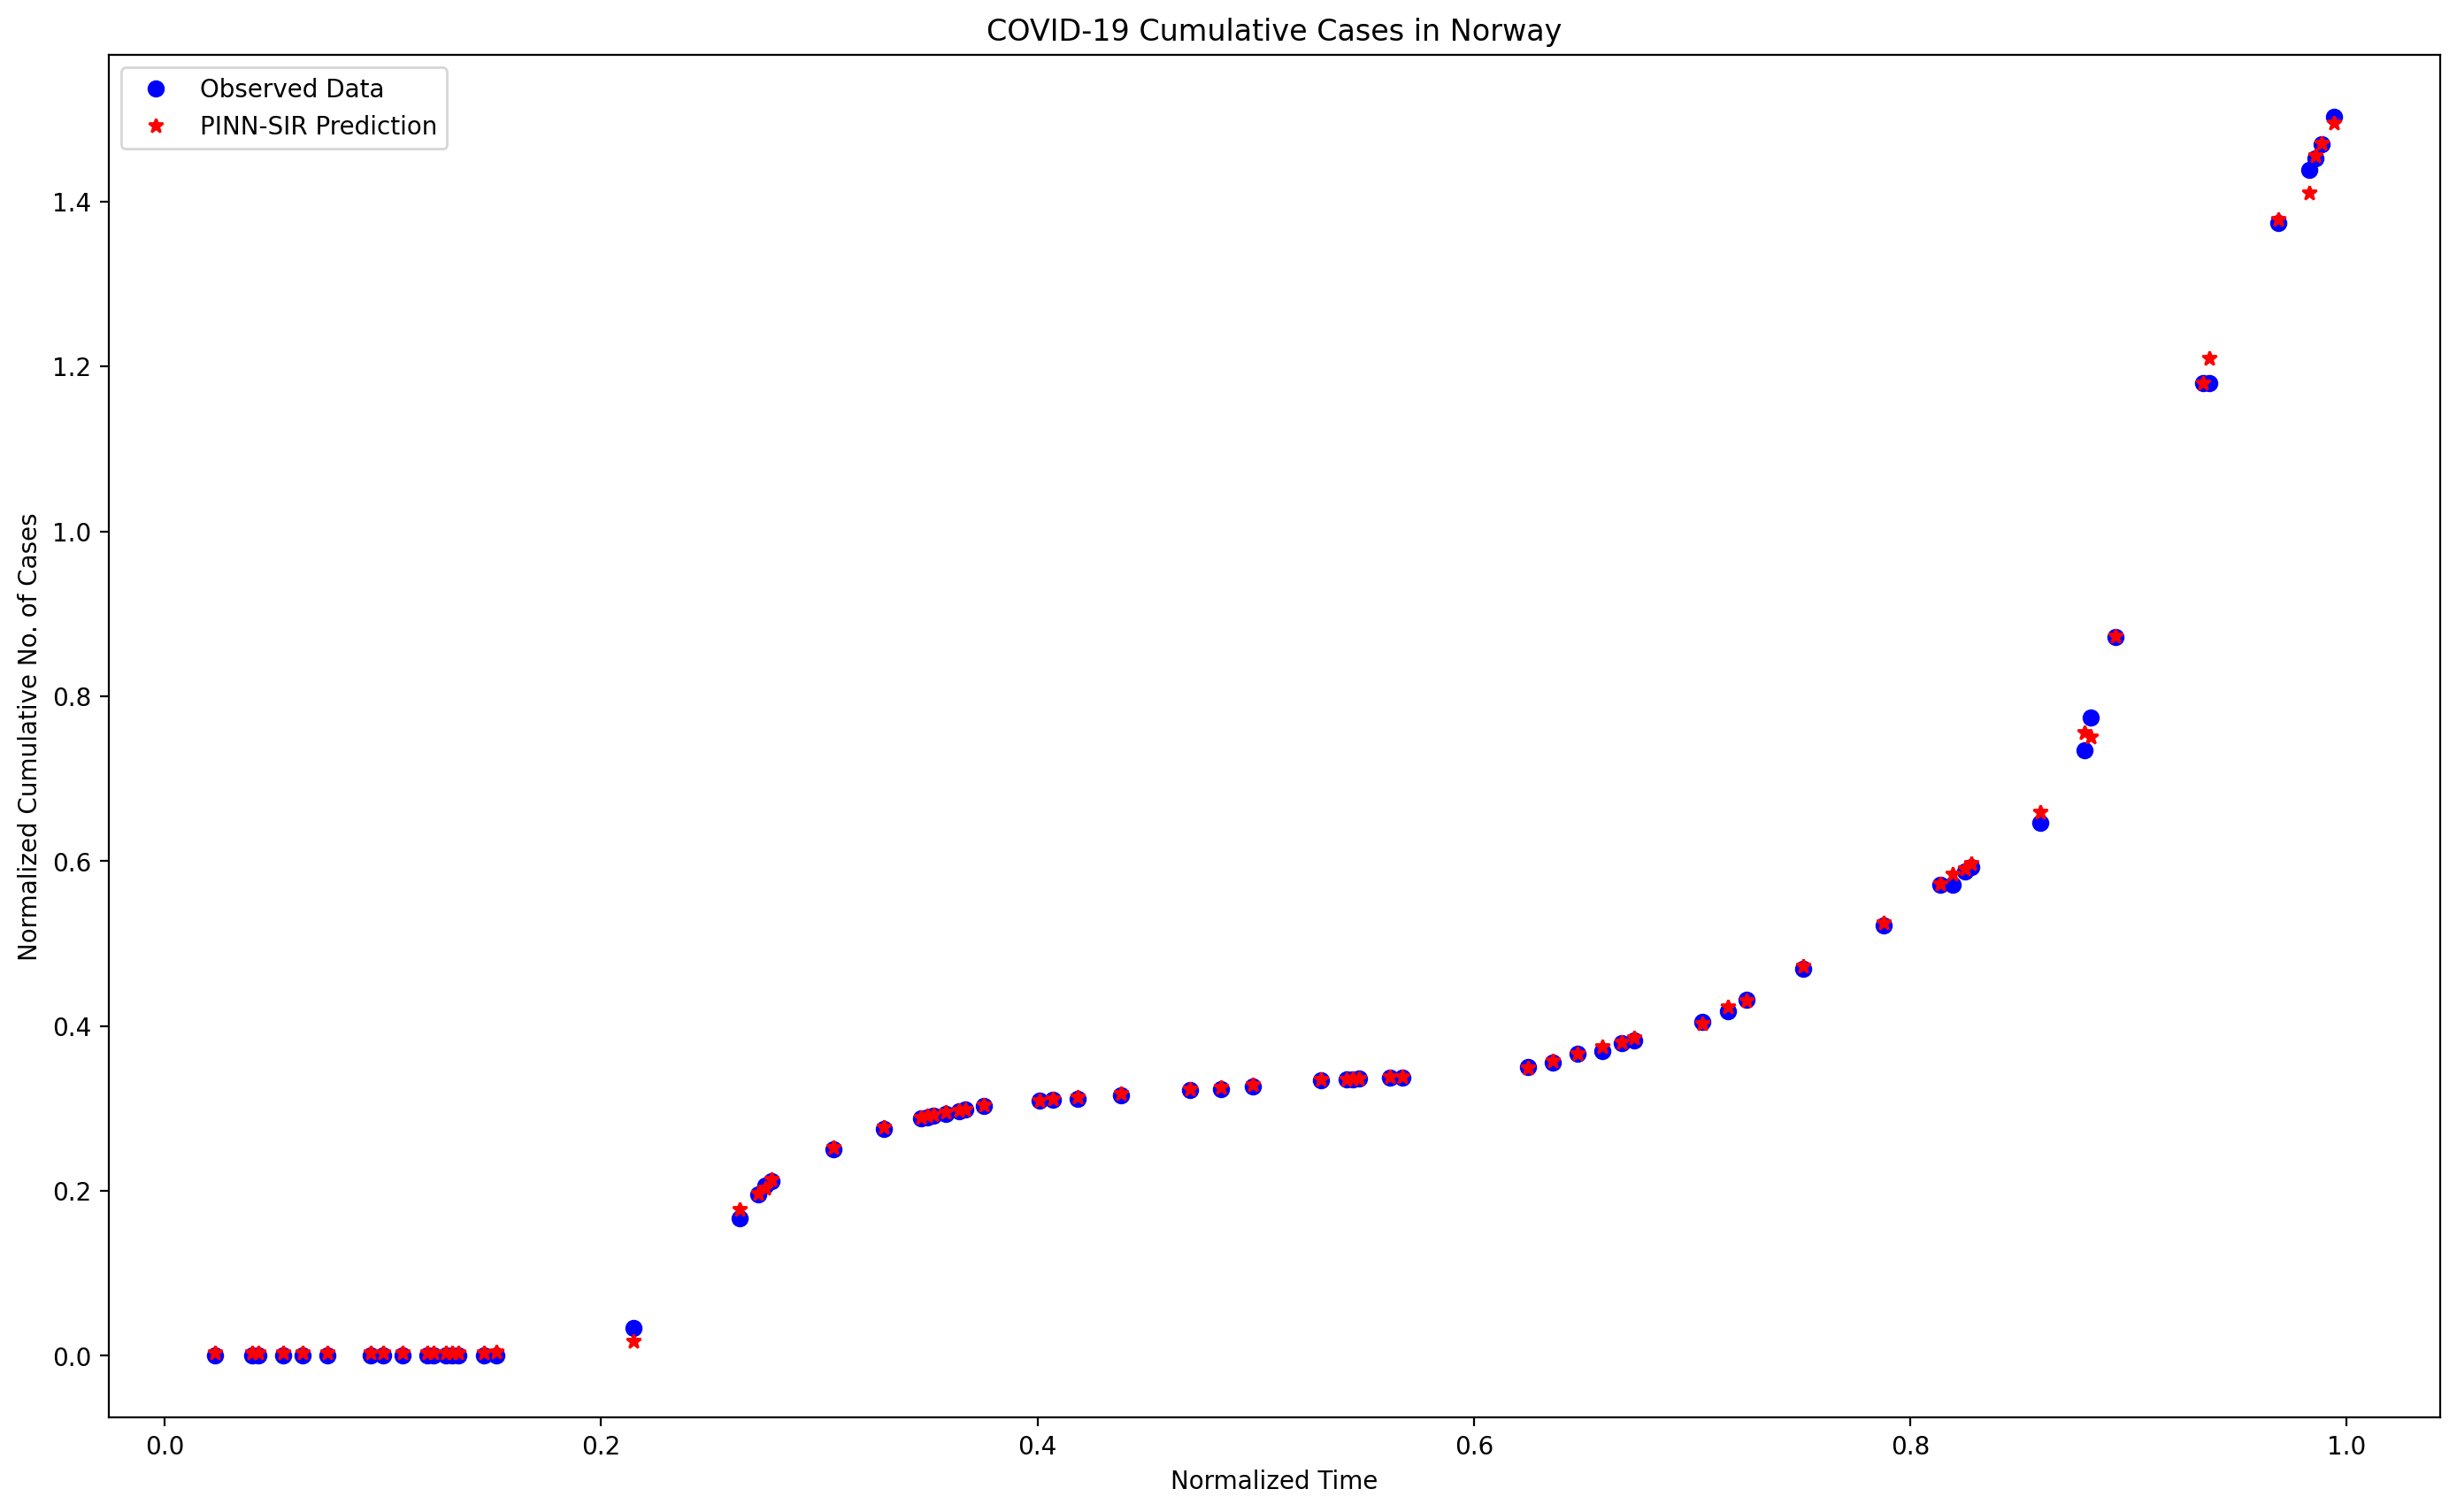 COVID-19 Cumulative Cases in Norway
Observed Data
PINN-SIR Prediction
Normalized Cumulative No. of Cases
1.4
1.2
1.0
0.8
0.6
0.4
0.2
0.0
0.0 0.2 0.4 0.6 0.8 1.0
Normalized Time